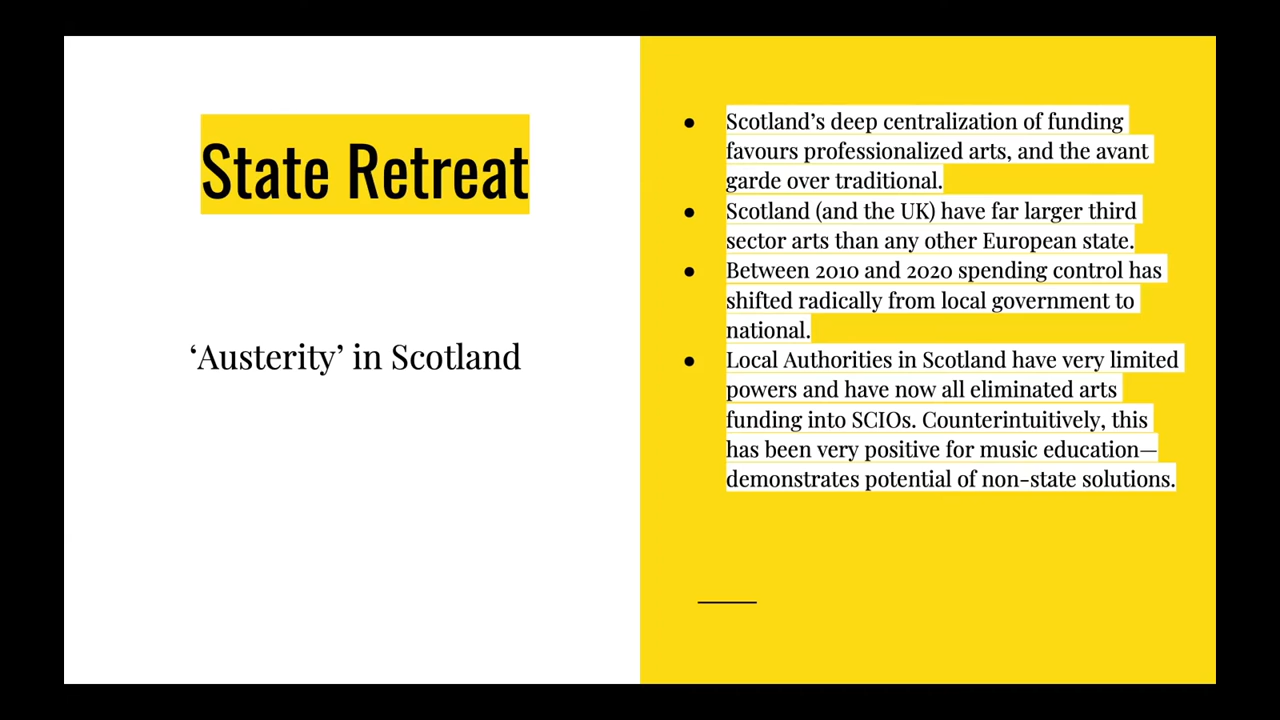 State Retreat
‘Austerity’ in Scotland
● Scotland’s deep centralization of funding
favours professionalized arts, and the avant
garde over traditional.
● Scotland (and the UK) have far larger third
sector arts than any other European state.
● Between 2010 and 2020 spending control has
shifted radically from local government to
national.
● Local Authorities in Scotland have very limited
powers and have now all eliminated arts
funding into SCIOs. Counterintuitively, this
has been very positive for music education—
demonstrates potential of non-state solutions.